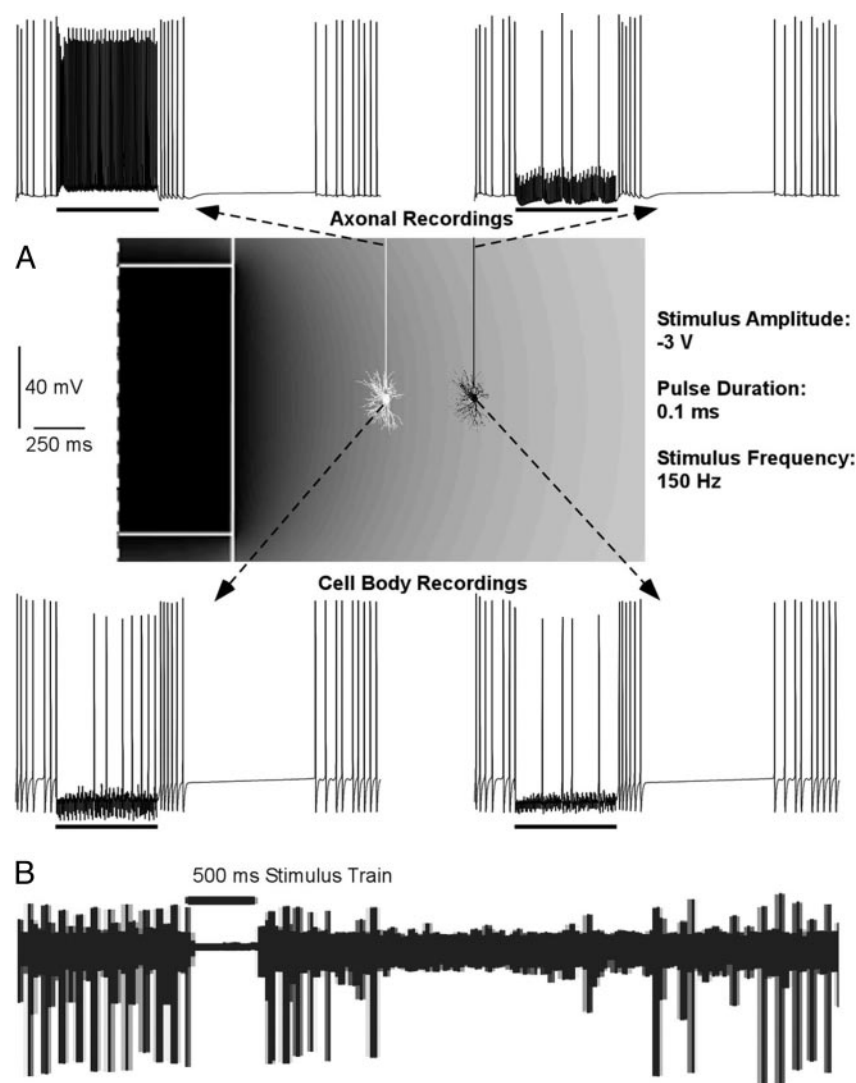 Axonal Recordings
A
Stimulus Amplitude:
-3 V
40 mV
Pulse Duration:
0.1 ms
250 ms
Stimulus Frequency:
150 Hz
Cell Body Recordings
B
500 ms Stimulus Train